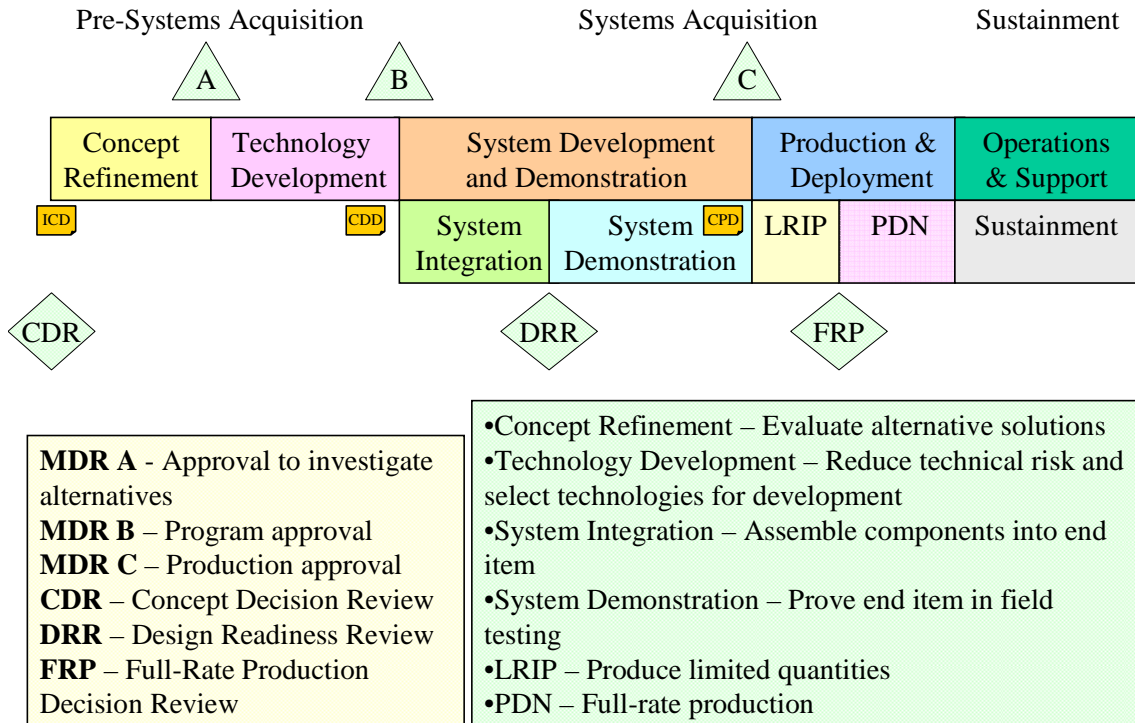 Pre-Systems Acquisition
Systems Acquisition
Sustainment
A
B
C
Concept
Refinement
Technology
Development
System Development
and Demonstration
Production &
Deployment
Operations
& Support
ICD
CDD
System
Integration
System
Demonstration
CPD
LRIP
PDN
Sustainment
CDR
DRR
FRP
MDR A - Approval to investigate
alternatives
MDR B – Program approval
MDR C – Production approval
CDR – Concept Decision Review
DRR – Design Readiness Review
FRP – Full-Rate Production
Decision Review
•Concept Refinement – Evaluate alternative solutions
•Technology Development – Reduce technical risk and
select technologies for development
•System Integration – Assemble components into end
item
•System Demonstration – Prove end item in field
testing
•LRIP – Produce limited quantities
•PDN – Full-rate production